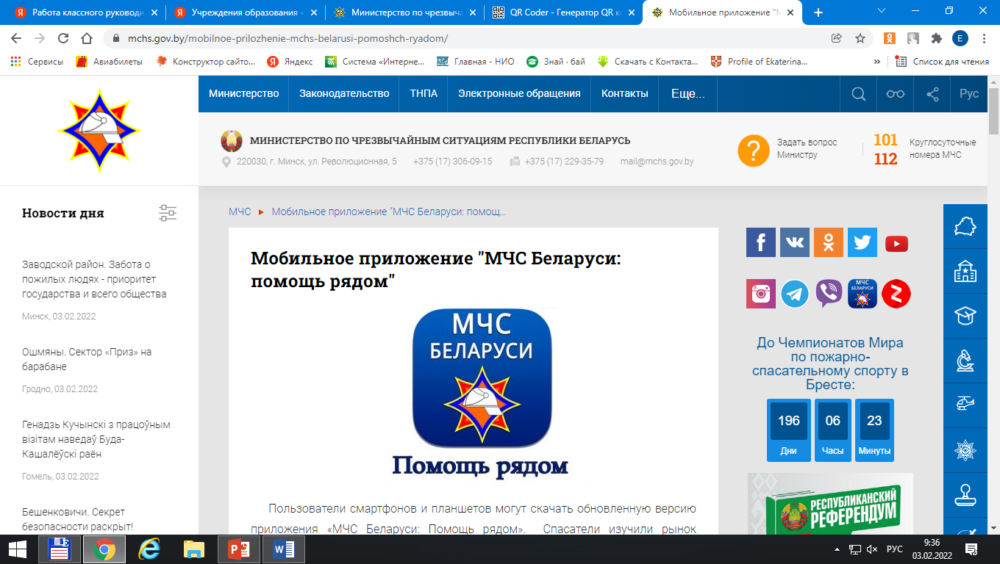 Работа классного руководи
Учреждения образования «
Министерство по чрезвыча
QR Coder - Генератор QR к
Мобильное приложение "М
mchs.gov.by/mobilnoe-prilozhenie-mchs-belarusi-pomoshch-ryadom/
E
Сервисы
Авиабилеты
Конструктор сайто...
Яндекс
Система «Интерне...
Главная - НИО
Знай · бай
Скачать с Контакта...
Profile of Ekaterina...
»
Список для чтения
Министерство
Законодательство
ТНПА
Электронные обращения
Контакты
Еще...
Рус
МИНИСТЕРСТВО ПО ЧРЕЗВЫЧАЙНЫМ СИТУАЦИЯМ РЕСПУБЛИКИ БЕЛАРУСЬ
220030, г. Минск, ул. Революционная, 5
+375 (17) 306-09-15
+375 (17) 229-35-79
mail@mchs.gov.by
?
Задать вопрос
Министру
101
112
Круглосуточные
номера МЧС
Новости дня
Заводской район. Забота о
пожилых людях - приоритет
государства и всего общества
Минск, 03.02.2022
Ошмяны. Сектор «Приз» на
барабане
Гродно, 03.02.2022
Генадзь Кучынскі з працоўным
візітам наведаў Буда-
Кашалёўскі раён
Гомель, 03.02.2022
Бешенковичи. Секрет
безопасности раскрыт!
МЧС
Мобильное приложение "МЧС Беларуси: помощ...
Мобильное приложение "МЧС Беларуси:
помощь рядом"
МЧС
БЕЛАРУСИ
Помощь рядом
Пользователи смартфонов и планшетов могут скачать обновленную версию
приложения «МЧС Беларуси: Помощь рядом». Спасатели изучили рынок
МЧС
БЕЛАРУСИ
До Чемпионатов Мира
по пожарно-
спасательному спорту в
Бресте:
196
06
23
Дни
Часы
Минуты
РЕСПУБЛИКАНСКИЙ
РЕФЕРЕНДУМ
РУС
9:36
03.02.2022